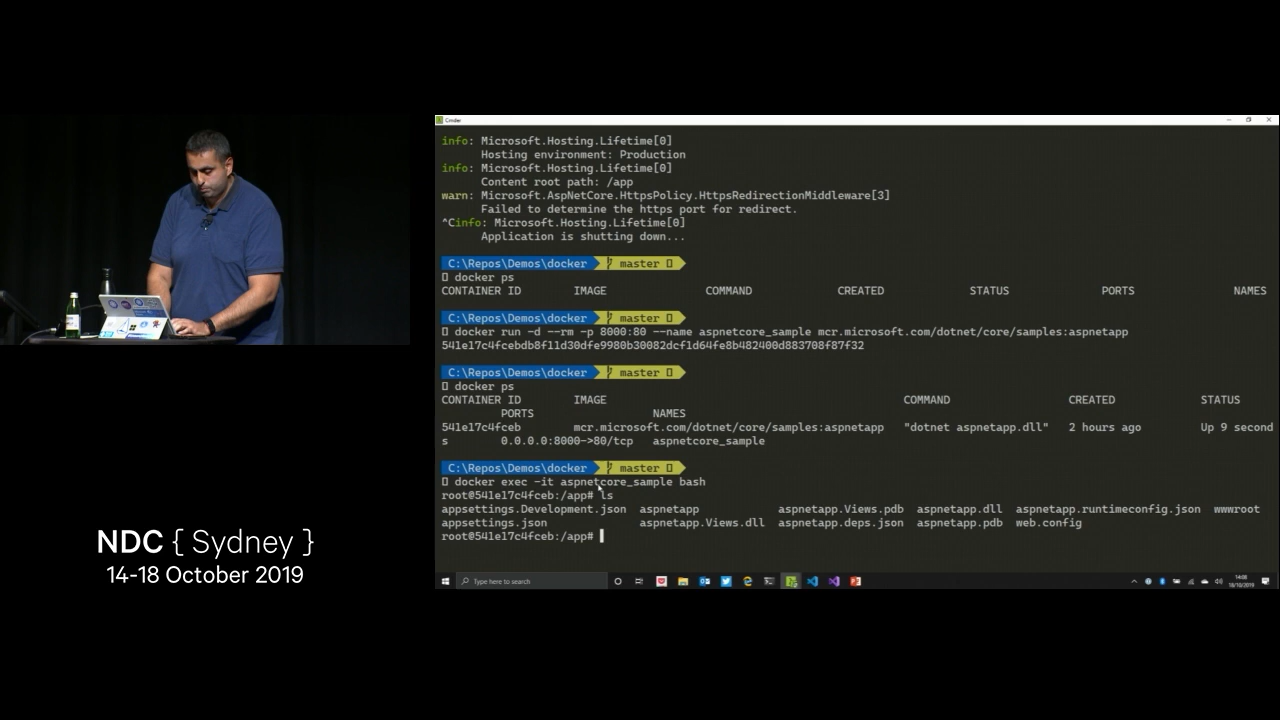 Cmder
info: Microsoft.Hosting.Lifetime[0]
Hosting environment: Production
info: Microsoft.Hosting.Lifetime[0]
Content root path: /app
warn: Microsoft.AspNetCore.HttpsPolicy.HttpsRedirectionMiddleware[3]
Failed to determine the https port for redirect.
^Cinfo: Microsoft.Hosting.Lifetime[0]
Application is shutting down...
C:\Repos\Demos\docker master
docker ps
CONTAINER ID IMAGE COMMAND CREATED STATUS PORTS NAMES
C:\Repos\Demos\docker master
docker run -d --rm -p 8000:80 --name aspnetcore_sample mcr.microsoft.com/dotnet/core/samples:aspnetapp
541e17c4fcebdb8f11d30dfe9980b30082dcf1d64fe8b482400d883708f87f32
C:\Repos\Demos\docker master
docker ps
CONTAINER ID IMAGE COMMAND CREATED STATUS
PORTS NAMES
541e17c4fceb mcr.microsoft.com/dotnet/core/samples:aspnetapp "dotnet aspnetapp.dll" 2 hours ago Up 9 second
s 0.0.0.0:8000->80/tcp aspnetcore_sample
C:\Repos\Demos\docker master
docker exec -it aspnetcore_sample bash
root@541e17c4fceb:/app# ls
appsettings.Development.json aspnetapp aspnetapp.Views.pdb aspnetapp.dll aspnetapp.runtimeconfig.json wwwroot
appsettings.json aspnetapp.Views.dll aspnetapp.deps.json aspnetapp.pdb web.config
root@541e17c4fceb:/app#
Type here to search
14:08
18/10/2019
NDC { Sydney }
14-18 October 2019